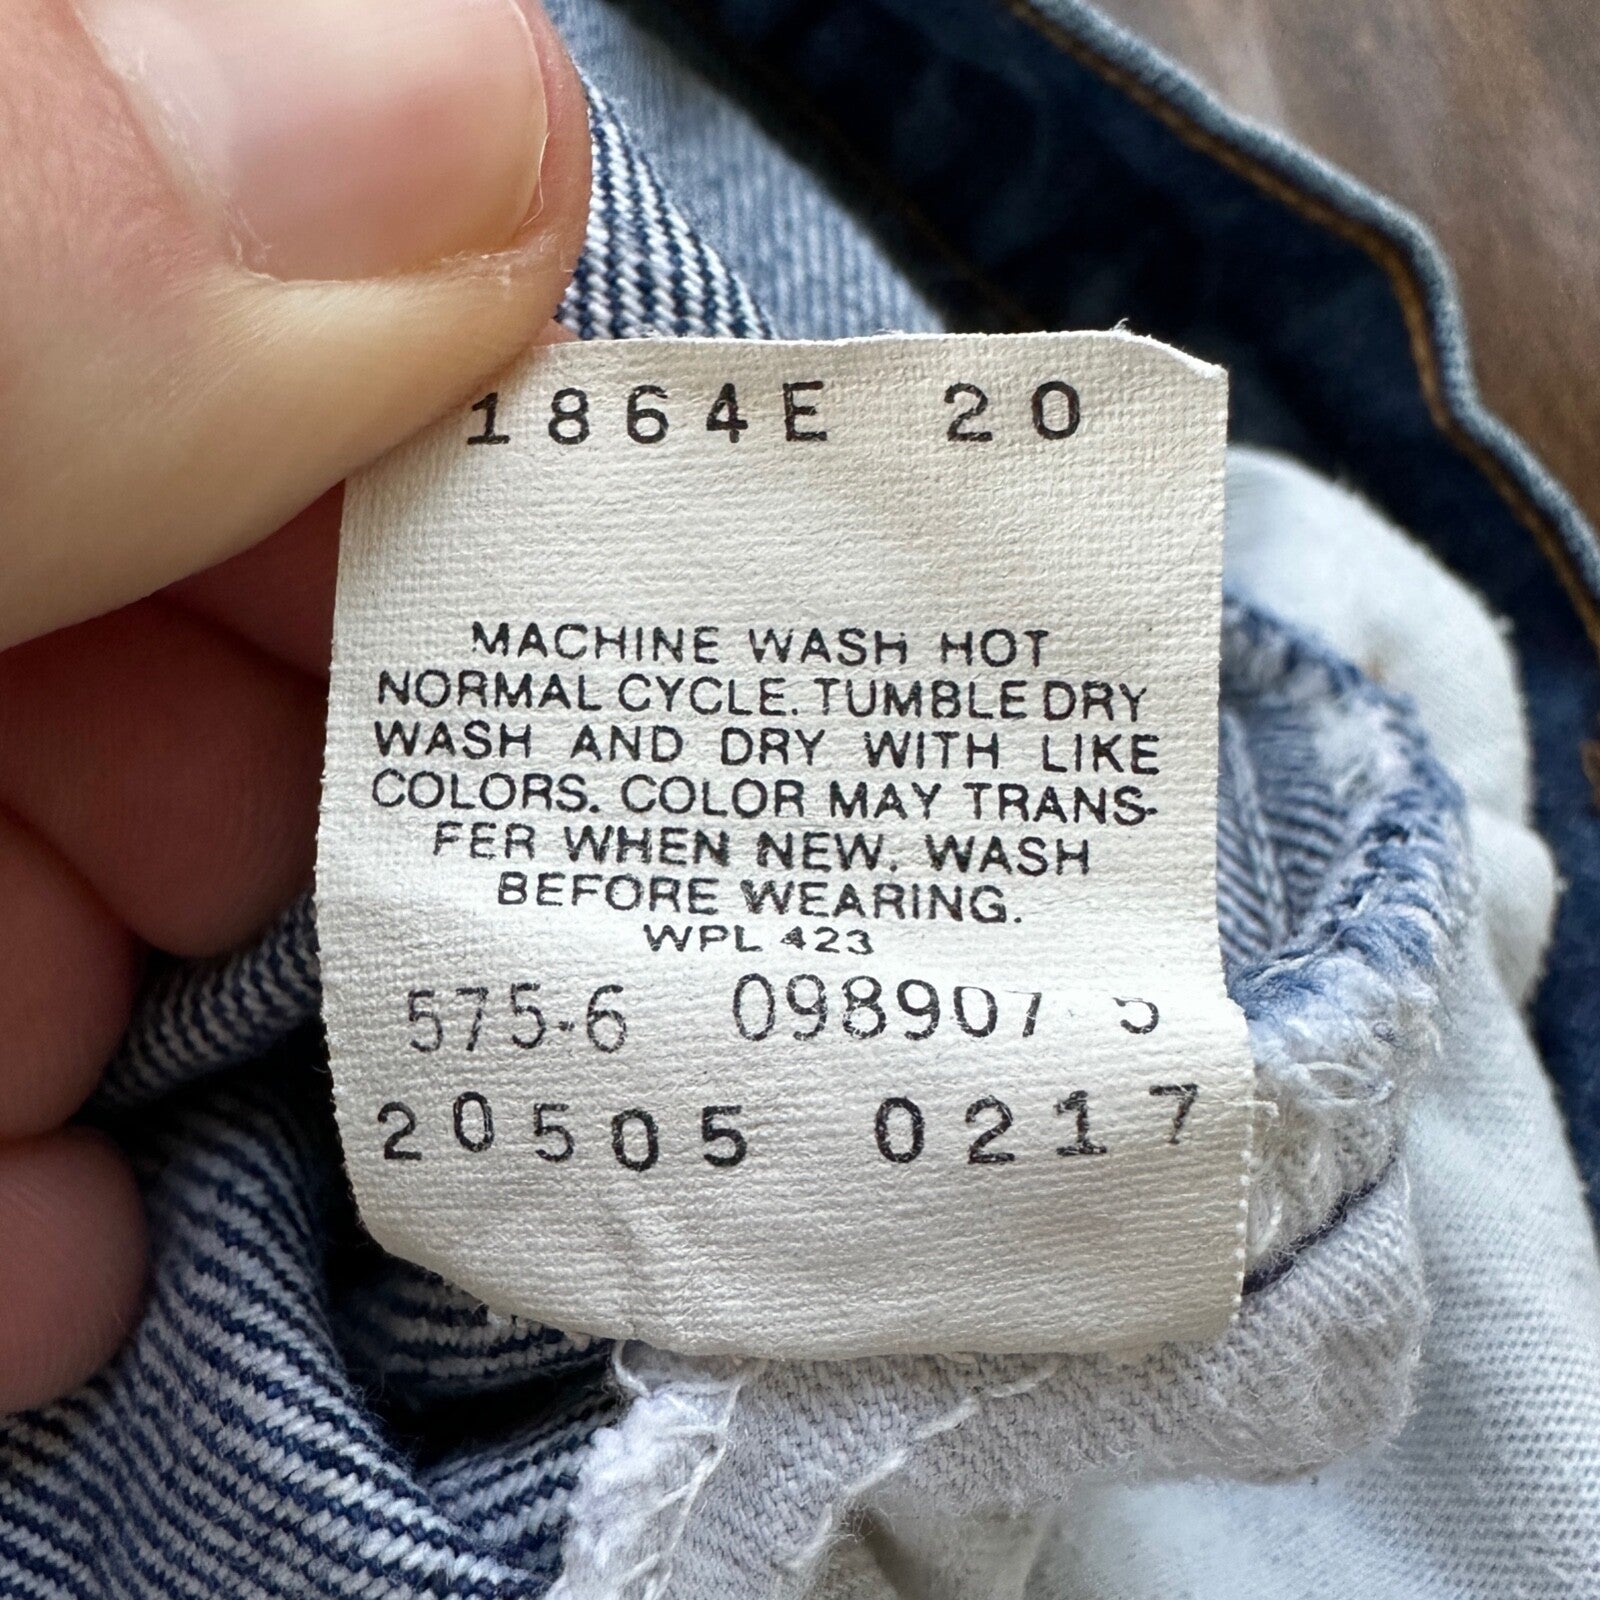 1864E 20
MACHINE WASH HOT
NORMAL CYCLE. TUMBLE DRY
WASH AND DRY WITH LIKE
COLORS. COLOR MAY TRANS-
FER WHEN NEW. WASH
BEFORE WEARING.
WPL 423
575-6 098907
20505 0217